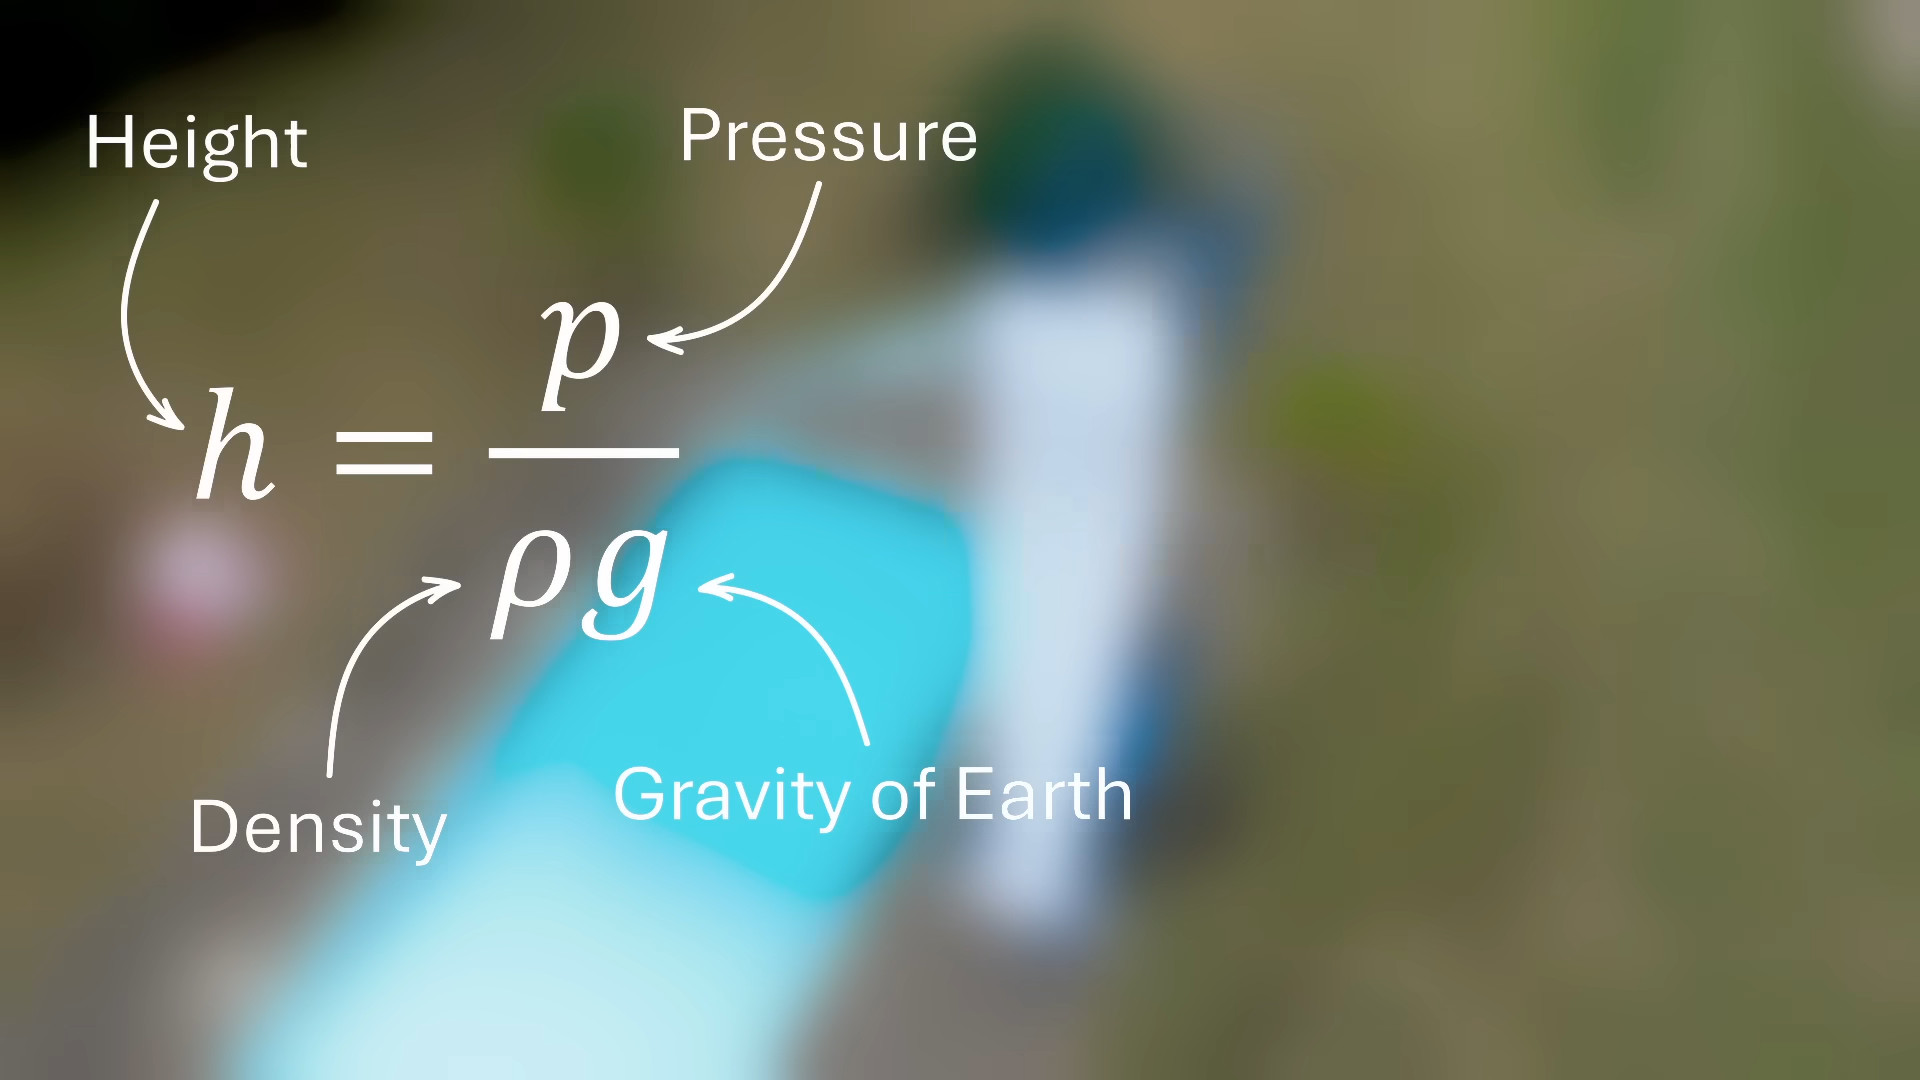 Height
Pressure
h = p / ρg
Density
Gravity of Earth